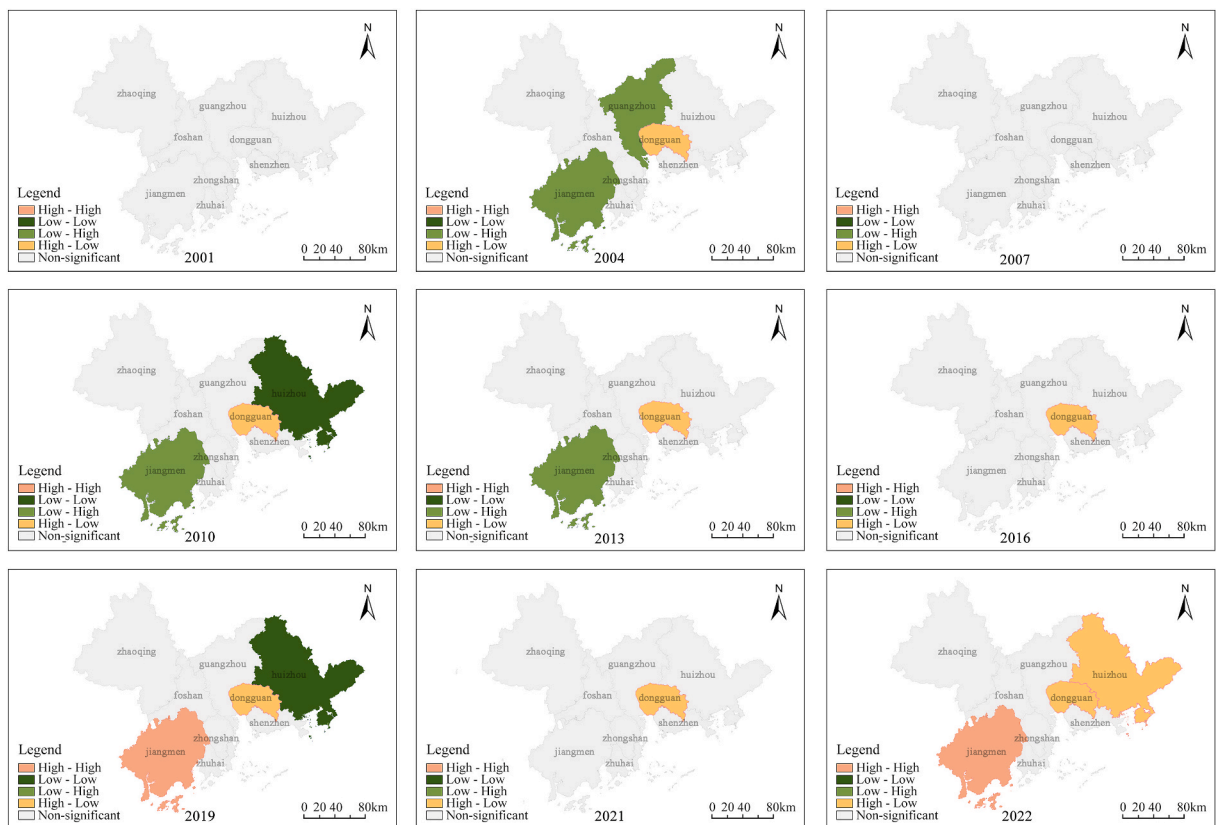 N
zhaoqing
guangzhou
huizhou
foshan
dongguan
shenzhen
zhongshan
jiangmen
zhuhai
Legend
High - High
Low - Low
Low - High
High - Low
Non-significant
0 20 40 80km
2001
N
zhaoqing
guangzhou
huizhou
foshan
dongguan
shenzhen
zhongshan
jiangmen
zhuhai
Legend
High - High
Low - Low
Low - High
High - Low
Non-significant
0 20 40 80km
2004
N
zhaoqing
guangzhou
huizhou
foshan
dongguan
shenzhen
zhongshan
jiangmen
zhuhai
Legend
High - High
Low - Low
Low - High
High - Low
Non-significant
0 20 40 80km
2007
N
zhaoqing
guangzhou
huizhou
foshan
dongguan
shenzhen
zhongshan
jiangmen
zhuhai
Legend
High - High
Low - Low
Low - High
High - Low
Non-significant
0 20 40 80km
2010
N
zhaoqing
guangzhou
huizhou
foshan
dongguan
shenzhen
zhongshan
jiangmen
zhuhai
Legend
High - High
Low - Low
Low - High
High - Low
Non-significant
0 20 40 80km
2013
N
zhaoqing
guangzhou
huizhou
foshan
dongguan
shenzhen
zhongshan
jiangmen
zhuhai
Legend
High - High
Low - Low
Low - High
High - Low
Non-significant
0 20 40 80km
2016
N
zhaoqing
guangzhou
huizhou
foshan
dongguan
shenzhen
zhongshan
jiangmen
zhuhai
Legend
High - High
Low - Low
Low - High
High - Low
Non-significant
0 20 40 80km
2019
N
zhaoqing
guangzhou
huizhou
foshan
dongguan
shenzhen
zhongshan
jiangmen
zhuhai
Legend
High - High
Low - Low
Low - High
High - Low
Non-significant
0 20 40 80km
2021
N
zhaoqing
guangzhou
huizhou
foshan
dongguan
shenzhen
zhongshan
jiangmen
zhuhai
Legend
High - High
Low - Low
Low - High
High - Low
Non-significant
0 20 40 80km
2022